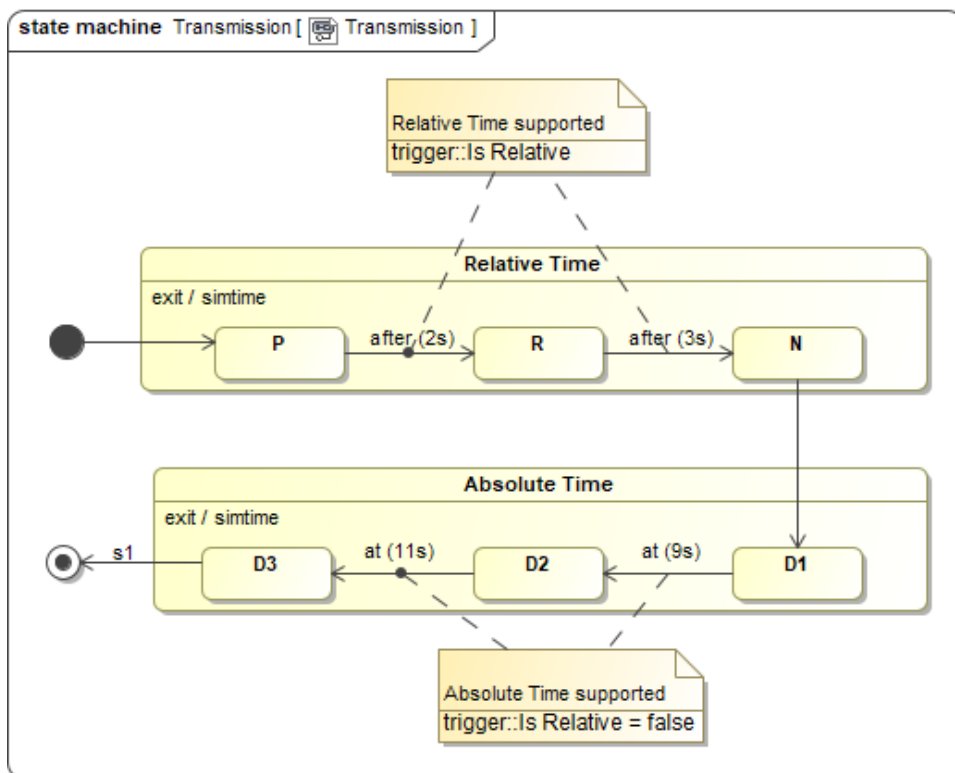 state machine Transmission [ Transmission ]
Relative Time supported
trigger::Is Relative
Relative Time
exit / simtime
P
after (2s)
R
after (3s)
N
Absolute Time
exit / simtime
s1
D3
at (11s)
D2
at (9s)
D1
Absolute Time supported
trigger::Is Relative = false